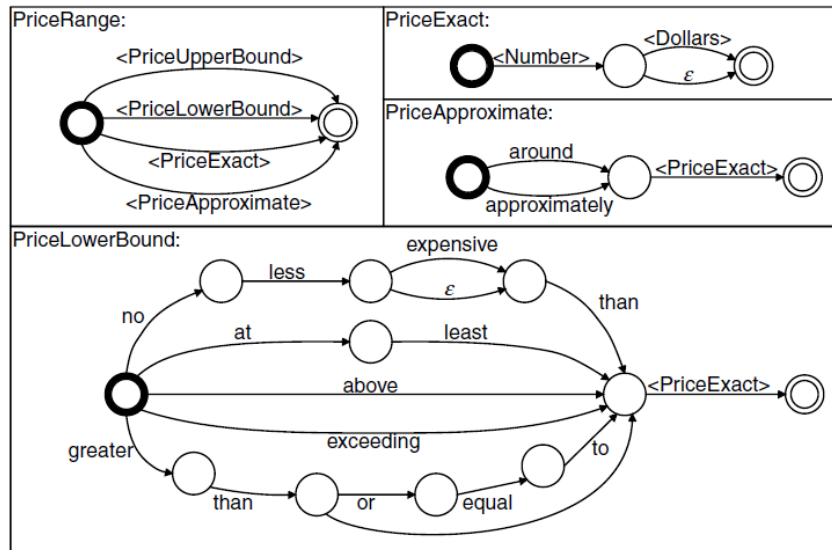 PriceRange:
<PriceUpperBound>
<PriceLowerBound>
<PriceExact>
<PriceApproximate>
PriceExact:
<Number>
<Dollars>
ε
PriceApproximate:
around
approximately
<PriceExact>
PriceLowerBound:
no
less
expensive
ε
than
at
least
above
<PriceExact>
exceeding
greater
than
or
equal
to